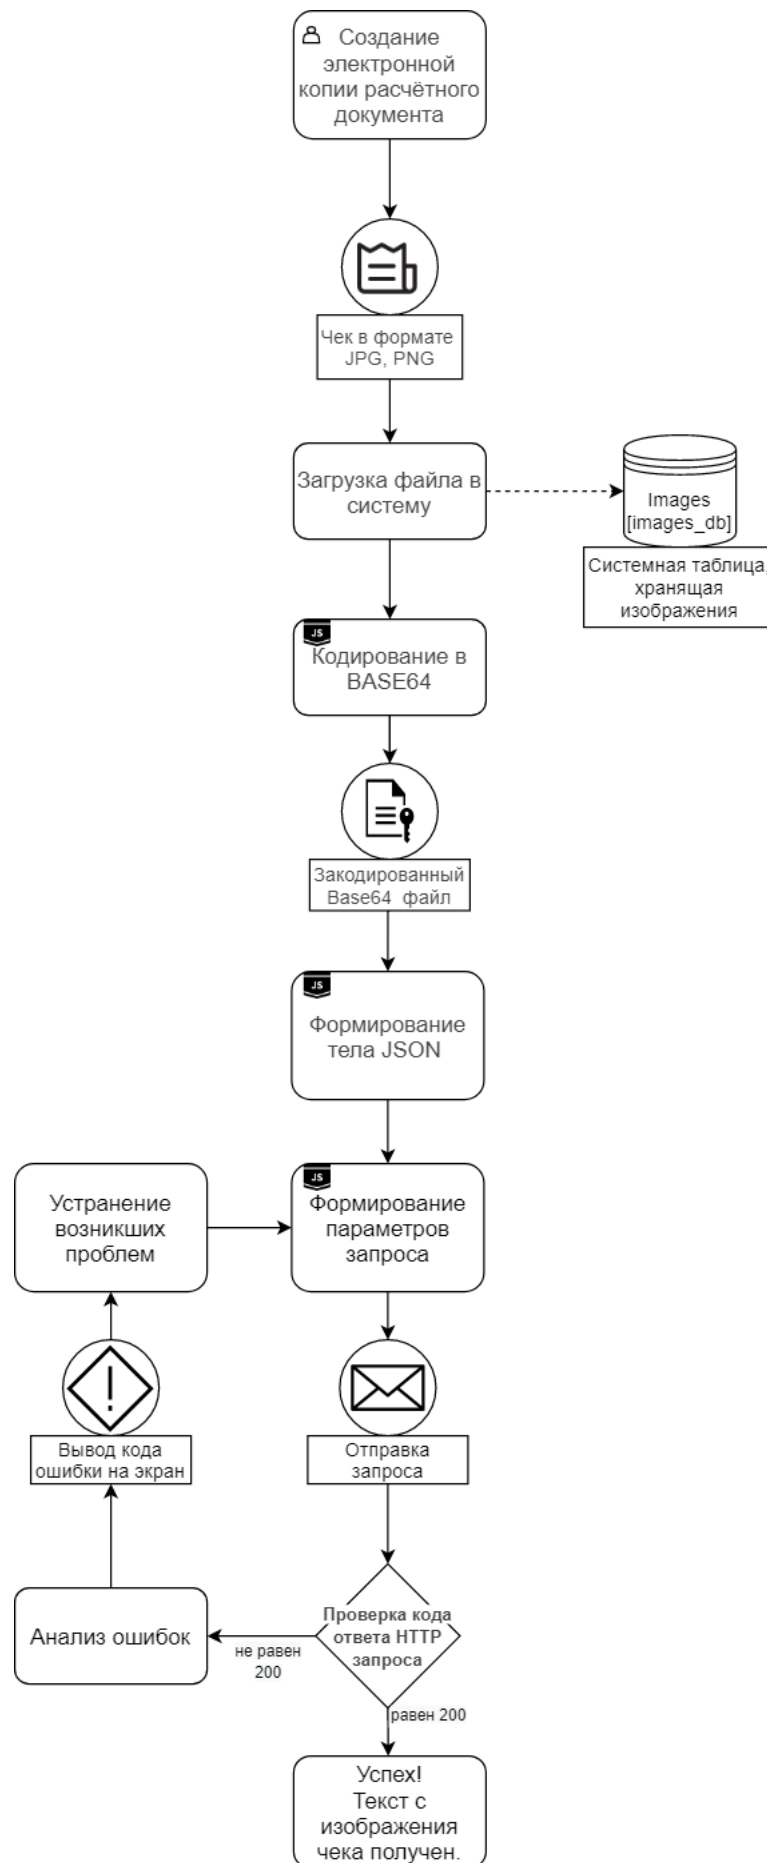 Создание
электронной
копии расчётного
документа
Чек в формате
JPG, PNG
Загрузка файла в
систему
Images
[images_db]
Системная таблица,
хранящая
изображения
JS
Кодирование в
BASE64
Закодированный
Base64 файл
JS
Формирование
тела JSON
Устранение
возникших
проблем
JS
Формирование
параметров
запроса
Вывод кода
ошибки на экран
Отправка
запроса
Анализ ошибок
не равен
200
Проверка кода
ответа HTTP
запроса
равен 200
Успех!
Текст с
изображения
чека получен.